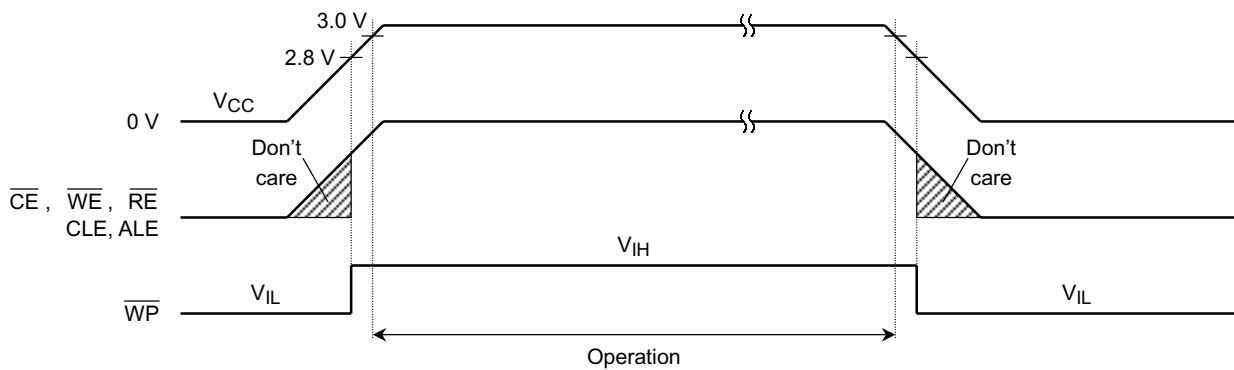 3.0 V
2.8 V
VCC
0 V
Don't
care
Don't
care
CE , WE , RE
CLE, ALE
VIH
VIL
VIL
WP
Operation